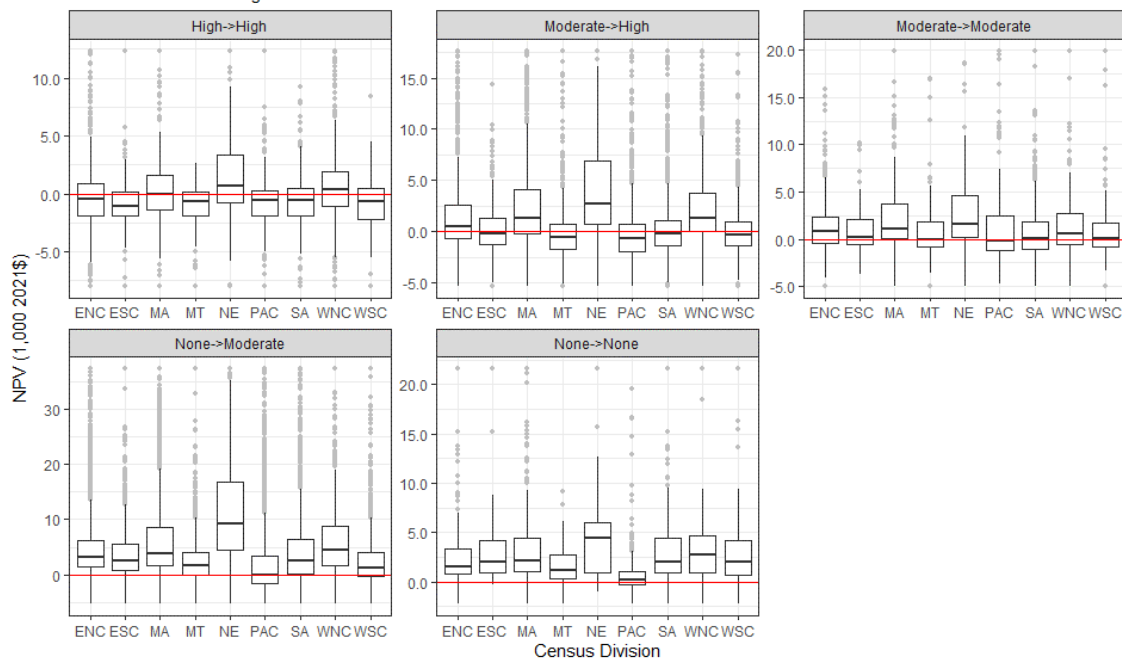 High->High
Moderate->High
Moderate->Moderate
10.0
5.0
0.0
-5.0
15.0
10.0
5.0
0.0
-5.0
20.0
15.0
10.0
5.0
0.0
-5.0
ENC ESC MA MT NE PAC SA WNC WSC
ENC ESC MA MT NE PAC SA WNC WSC
ENC ESC MA MT NE PAC SA WNC WSC
NPV (1,000 2021$)
None->Moderate
None->None
30
20
10
0
20.0
15.0
10.0
5.0
0.0
ENC ESC MA MT NE PAC SA WNC WSC
ENC ESC MA MT NE PAC SA WNC WSC
Census Division